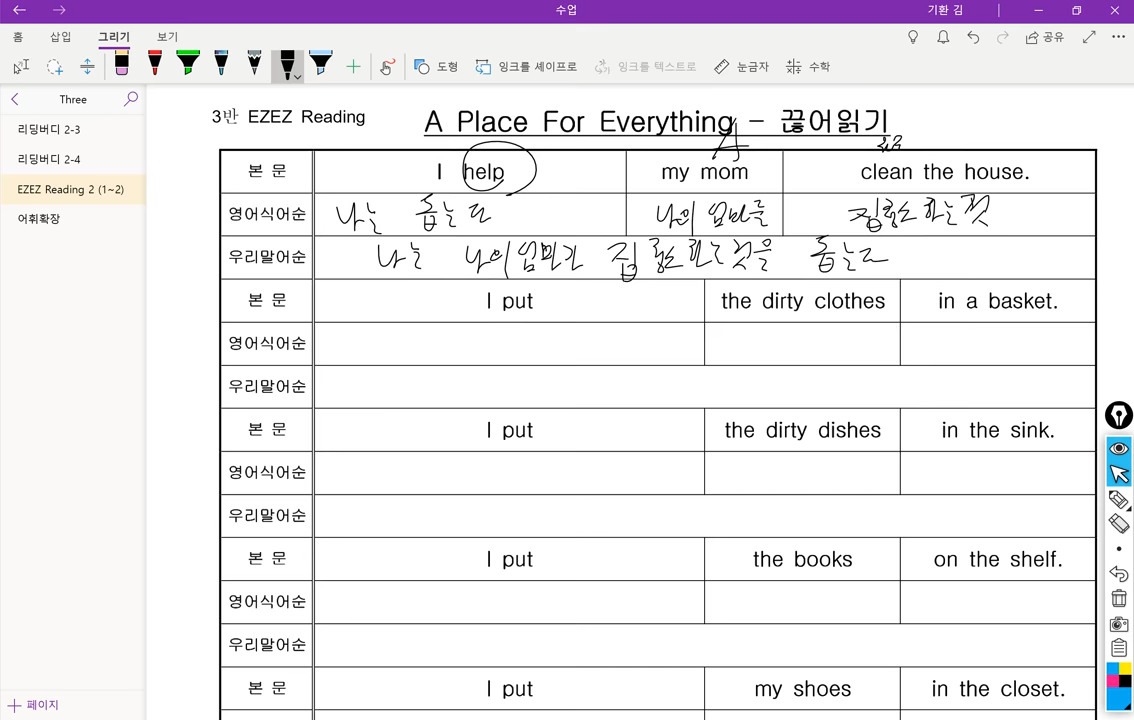 수업 기환 김
홈 삽입 그리기 보기 공유
도형 잉크를 셰이프로 잉크를 텍스트로 눈금자 수학
Three
리딩버디 2-3
리딩버디 2-4
EZEZ Reading 2 (1~2)
어휘확장
페이지
3반 EZEZ Reading
A Place For Everything - 끊어읽기
본 문 I help my mom clean the house.
영어식어순 나는 돕는다 나의 엄마를 집 청소 하는 것
우리말어순 나는 나의 엄마가 집 청소 하는 것을 돕는다
본 문 I put the dirty clothes in a basket.
영어식어순
우리말어순
본 문 I put the dirty dishes in the sink.
영어식어순
우리말어순
본 문 I put the books on the shelf.
영어식어순
우리말어순
본 문 I put my shoes in the closet.